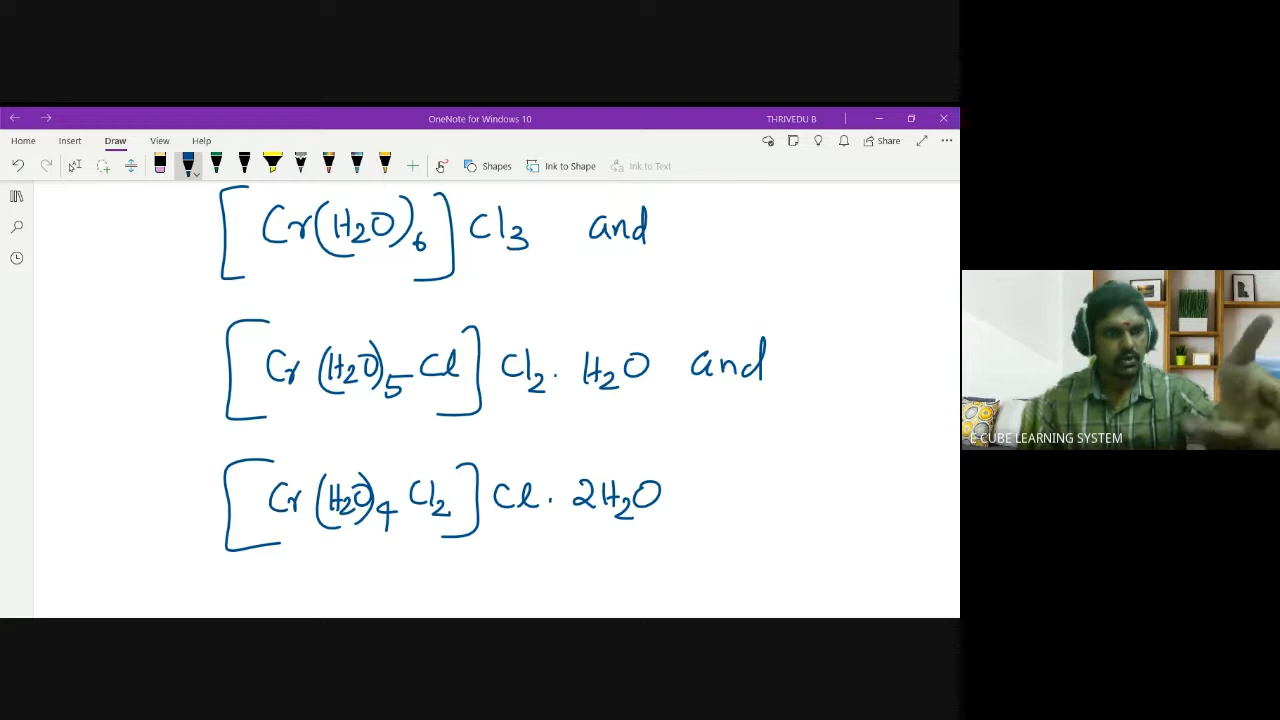 OneNote for Windows 10
THRIVEDU B
Home Insert Draw View Help
Share
Shapes Ink to Shape Ink to Text
[Cr(H₂O)₆]Cl₃ and
[Cr(H₂O)₅Cl]Cl₂·H₂O and
[Cr(H₂O)₄Cl₂]Cl·2H₂O
E CUBE LEARNING SYSTEM